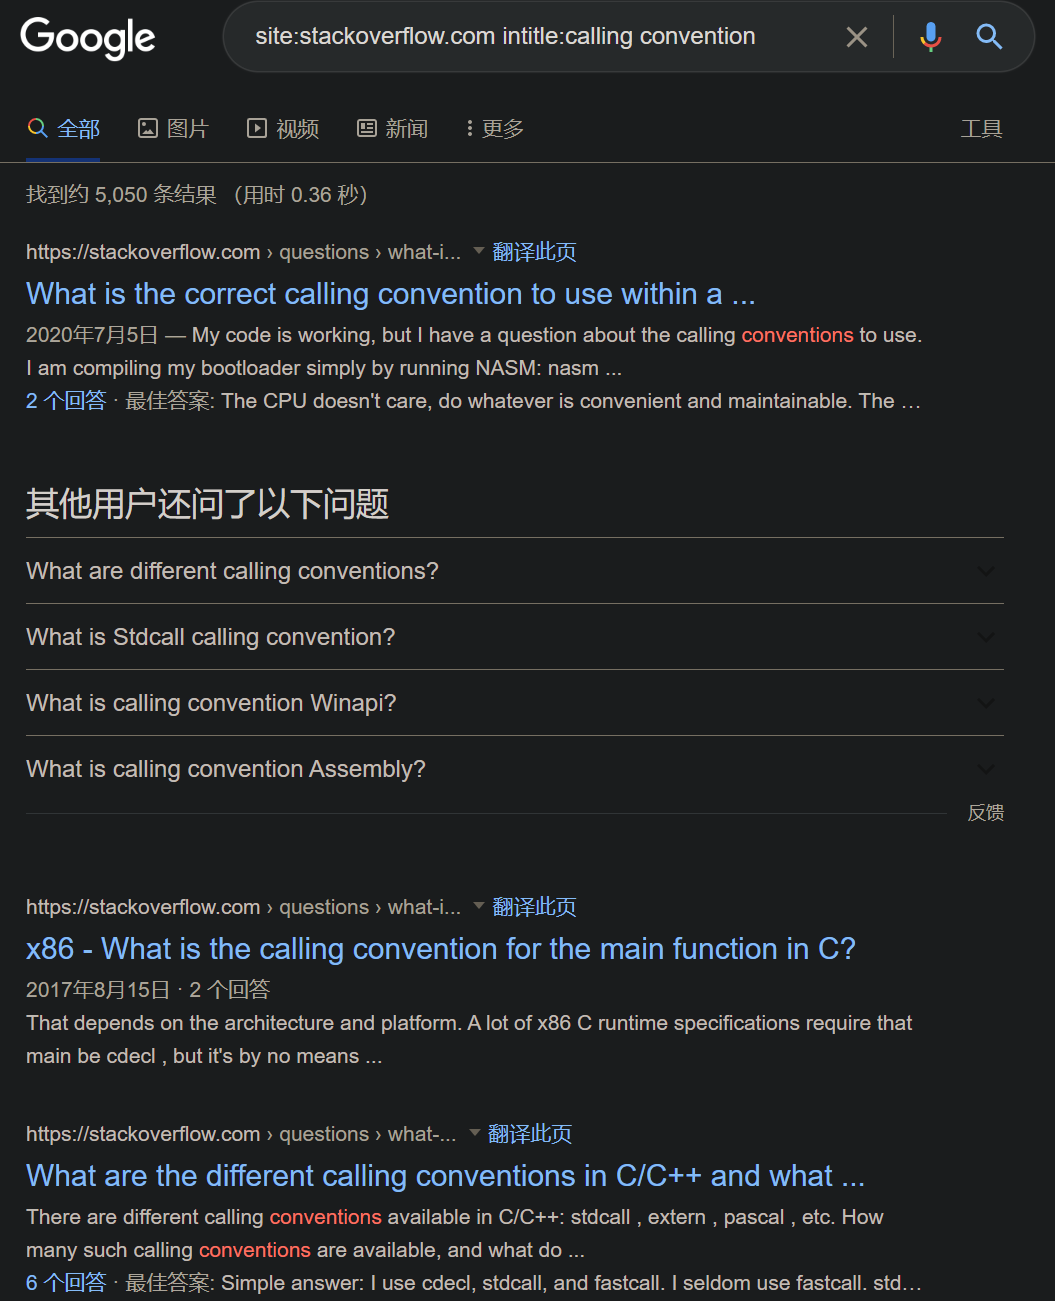 Google
site:stackoverflow.com intitle:calling convention
全部 图片 视频 新闻 更多 工具
找到约 5,050 条结果 （用时 0.36 秒）
https://stackoverflow.com › questions › what-i... 翻译此页
What is the correct calling convention to use within a ...
2020年7月5日 — My code is working, but I have a question about the calling conventions to use.
I am compiling my bootloader simply by running NASM: nasm ...
2 个回答 · 最佳答案: The CPU doesn't care, do whatever is convenient and maintainable. The …
其他用户还问了以下问题
What are different calling conventions?
What is Stdcall calling convention?
What is calling convention Winapi?
What is calling convention Assembly?
反馈
https://stackoverflow.com › questions › what-i... 翻译此页
x86 - What is the calling convention for the main function in C?
2017年8月15日 · 2 个回答
That depends on the architecture and platform. A lot of x86 C runtime specifications require that
main be cdecl , but it's by no means ...
https://stackoverflow.com › questions › what-... 翻译此页
What are the different calling conventions in C/C++ and what ...
There are different calling conventions available in C/C++: stdcall , extern , pascal , etc. How
many such calling conventions are available, and what do ...
6 个回答 · 最佳答案: Simple answer: I use cdecl, stdcall, and fastcall. I seldom use fastcall. std…